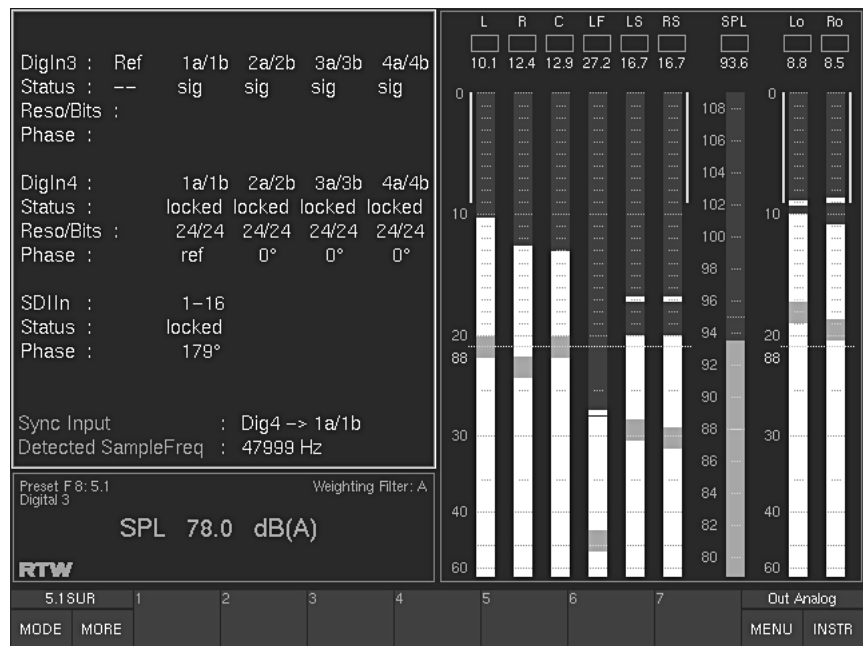 DigIn3 : Ref 1a/1b 2a/2b 3a/3b 4a/4b
Status : -- sig sig sig sig
Reso/Bits :
Phase :
DigIn4 : 1a/1b 2a/2b 3a/3b 4a/4b
Status : locked locked locked locked
Reso/Bits : 24/24 24/24 24/24 24/24
Phase : ref 0° 0° 0°
SDIIn : 1-16
Status : locked
Phase : 179°
Sync Input : Dig4 -> 1a/1b
Detected SampleFreq : 47999 Hz
Preset F 8: 5.1 Weighting Filter: A
Digital 3
SPL 78.0 dB(A)
RTW
L R C LF LS RS SPL Lo Ro
10.1 12.4 12.9 27.2 16.7 16.7 93.6 8.8 8.5
0 0
108
106
104
102
10 10
100
98
96
94
20 20
88 88
92
90
88
30 30
86
84
40 40
82
80
60 60
5.1SUR 1 2 3 4 5 6 7 Out Analog
MODE MORE MENU INSTR